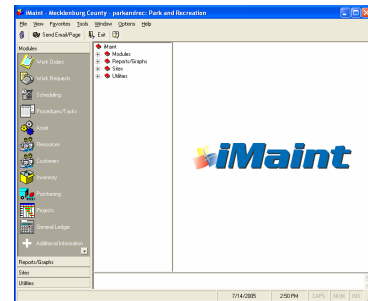 iMaint - Mecklenburg County - parkandrec: Park and Recreation
File View Favorites Tools Window Options Help
Send Email/Page Exit
Modules
Work Orders
Work Requests
Scheduling
Procedures/Tasks
Asset
Resources
Customers
Inventory
Purchasing
Projects
General Ledger
Additional Information
Reports/Graphs
Sites
Utilities
iMaint
Modules
Reports/Graphs
Sites
Utilities
iMaint
7/14/2005 2:50 PM CAPS NUM INS